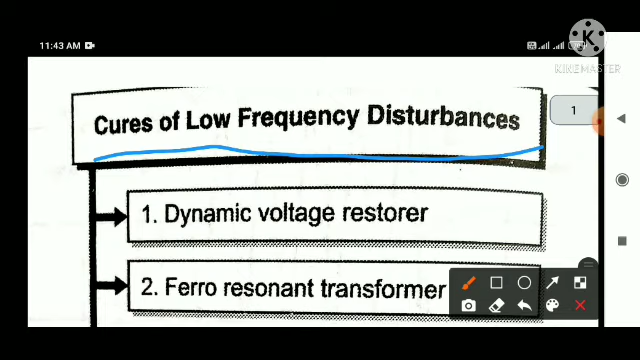 11:43 AM
K
KINEMASTER
Cures of Low Frequency Disturbances
1
1. Dynamic voltage restorer
2. Ferro resonant transformer